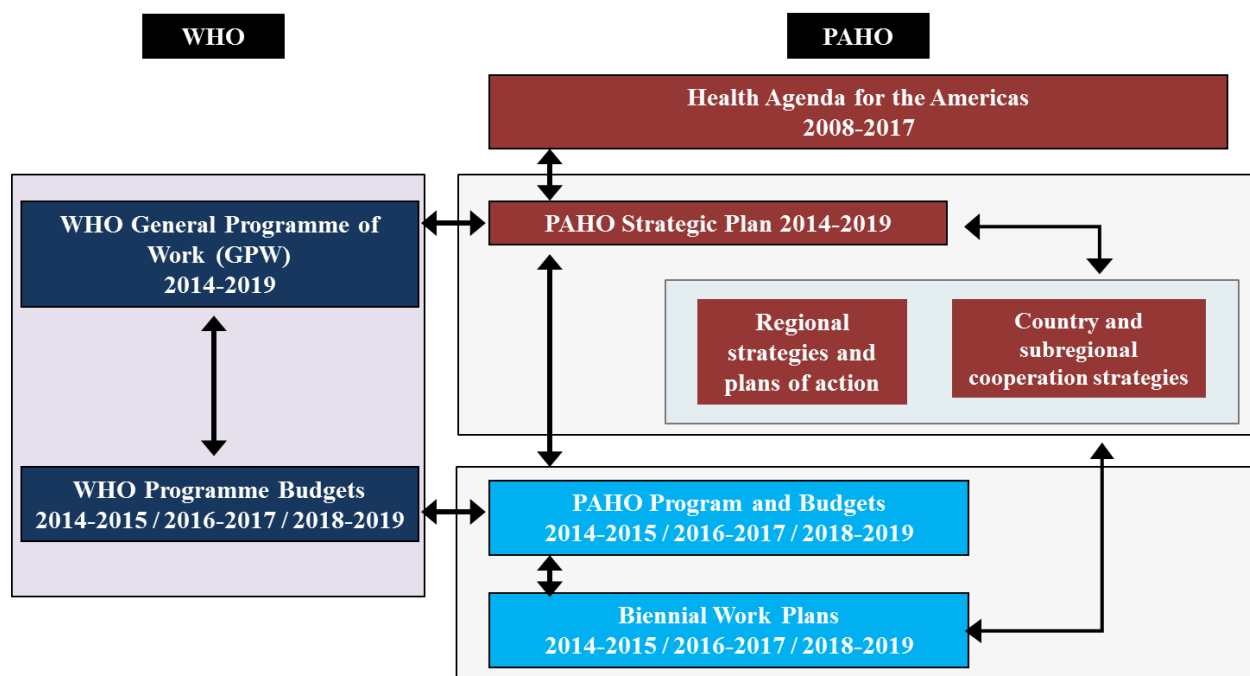 WHO
PAHO
Health Agenda for the Americas
2008-2017
WHO General Programme of
Work (GPW)
2014-2019
PAHO Strategic Plan 2014-2019
Regional
strategies and
plans of action
Country and
subregional
cooperation strategies
WHO Programme Budgets
2014-2015 / 2016-2017 / 2018-2019
PAHO Program and Budgets
2014-2015 / 2016-2017 / 2018-2019
Biennial Work Plans
2014-2015 / 2016-2017 / 2018-2019